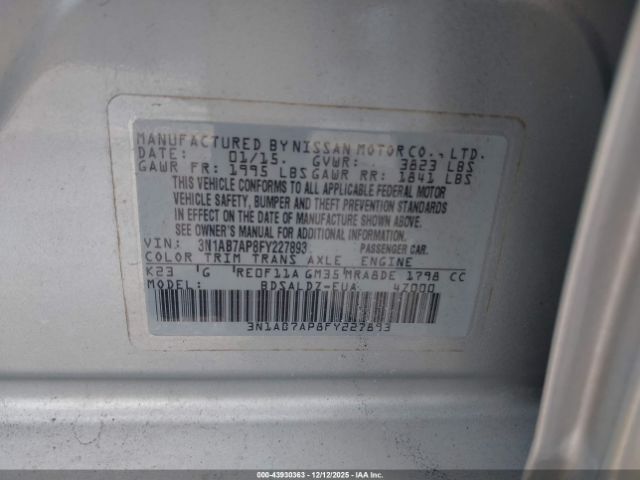 MANUFACTURED BY NISSAN MOTOR CO., LTD.
DATE: 01/15. GVWR: 3823 LBS
GAWR FR: 1995 LBS GAWR RR: 1841 LBS
THIS VEHICLE CONFORMS TO ALL APPLICABLE FEDERAL MOTOR
VEHICLE SAFETY, BUMPER AND THEFT PREVENTION STANDARDS
IN EFFECT ON THE DATE OF MANUFACTURE SHOWN ABOVE.
SEE OWNER'S MANUAL FOR ADDITIONAL INFORMATION.
VIN: 3N1AB7AP8FY227893 PASSENGER CAR.
COLOR TRIM TRANS AXLE ENGINE
K23 G RE0F11A GM35 MRA8DE 1798 CC
MODEL: BDSALDZ-EUA 47000
3N1AB7AP8FY227893
000-43930363 - 12/12/2025 - IAA Inc.